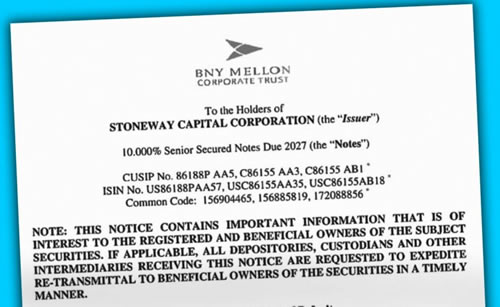 BNY MELLON
CORPORATE TRUST
To the Holders of
STONEWAY CAPITAL CORPORATION (the “Issuer”)
10.000% Senior Secured Notes Due 2027 (the “Notes”)
CUSIP No. 86188P AA5, C86155 AA3, C86155 AB1 *
ISIN No. US86188PAA57, USC86155AA35, USC86155AB18 *
Common Code: 156904465, 156885819, 172088856 *
NOTE: THIS NOTICE CONTAINS IMPORTANT INFORMATION THAT IS OF
INTEREST TO THE REGISTERED AND BENEFICIAL OWNERS OF THE SUBJECT
SECURITIES. IF APPLICABLE, ALL DEPOSITORIES, CUSTODIANS AND OTHER
INTERMEDIARIES RECEIVING THIS NOTICE ARE REQUESTED TO EXPEDITE
RE-TRANSMITTAL TO BENEFICIAL OWNERS OF THE SECURITIES IN A TIMELY
MANNER.